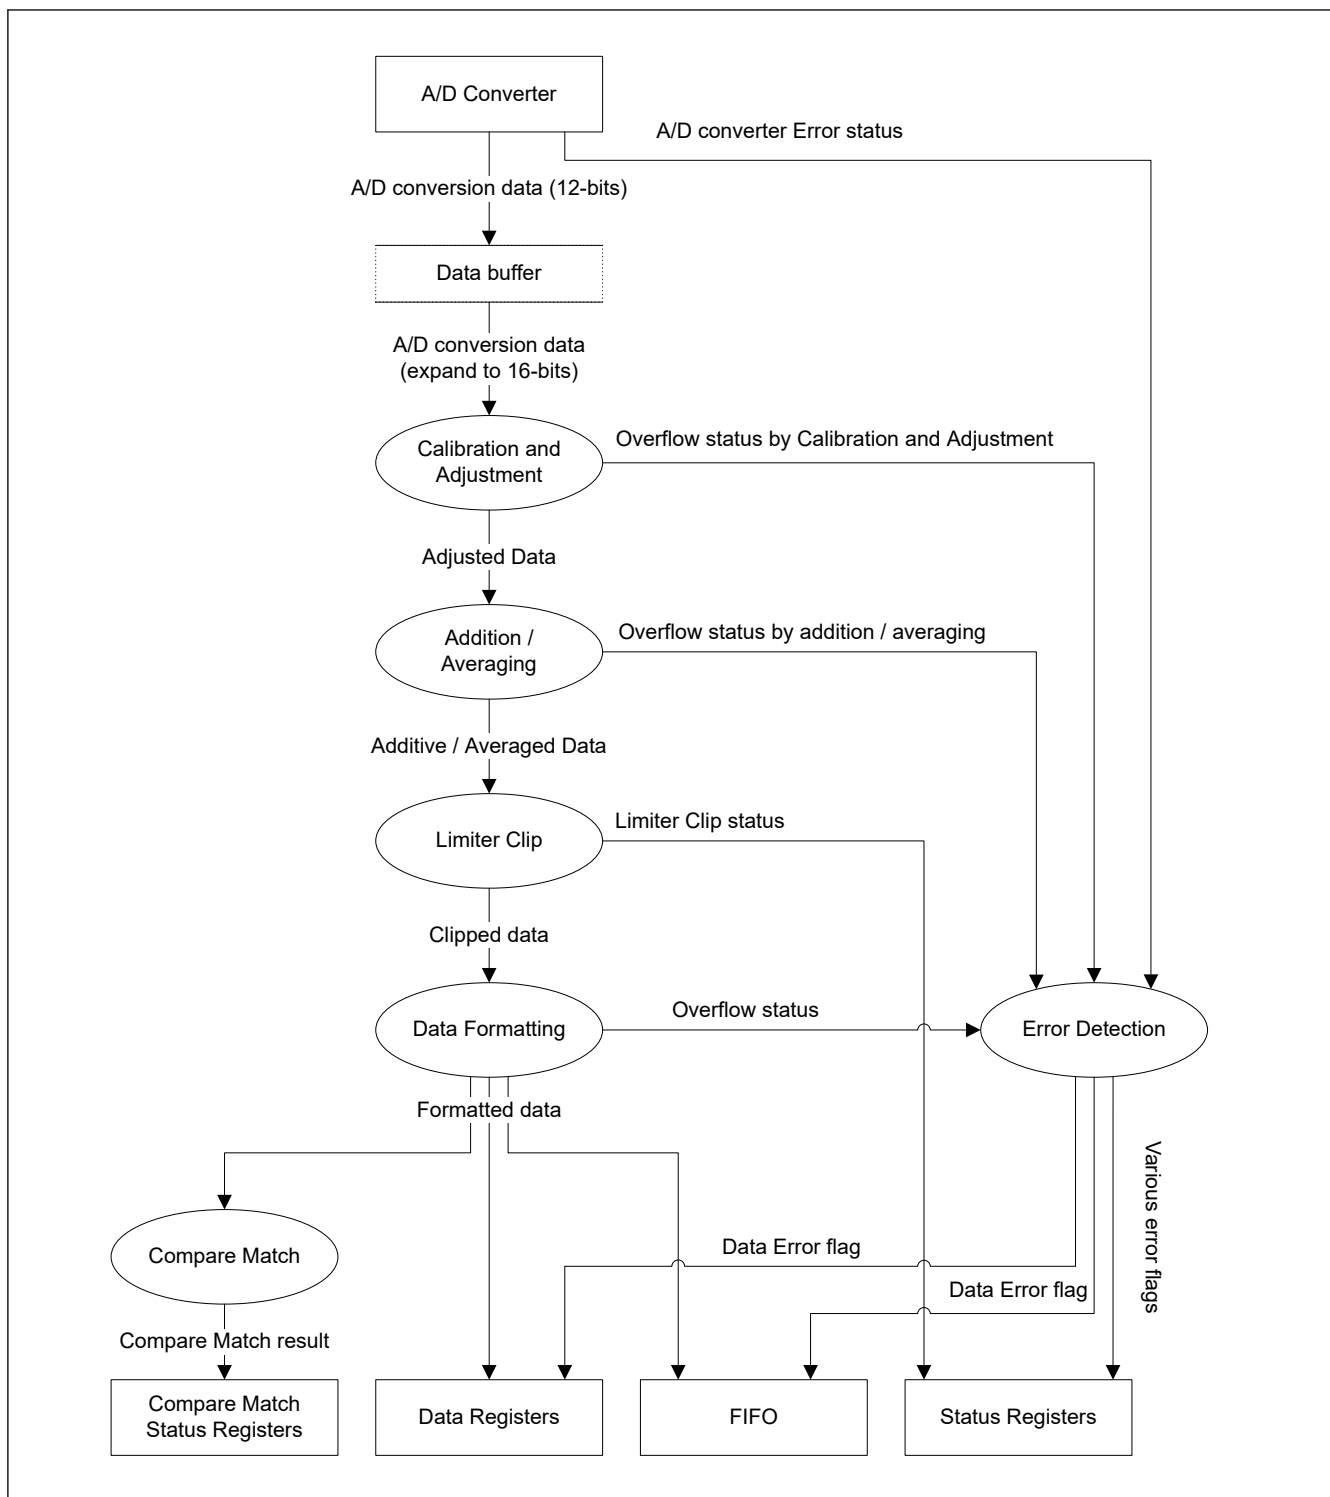 A/D Converter
A/D converter Error status
A/D conversion data (12-bits)
Data buffer
A/D conversion data
(expand to 16-bits)
Calibration and
Adjustment
Overflow status by Calibration and Adjustment
Adjusted Data
Addition /
Averaging
Overflow status by addition / averaging
Additive / Averaged Data
Limiter Clip
Limiter Clip status
Clipped data
Data Formatting
Overflow status
Error Detection
Formatted data
Various error flags
Compare Match
Data Error flag
Data Error flag
Compare Match result
Compare Match
Status Registers
Data Registers
FIFO
Status Registers